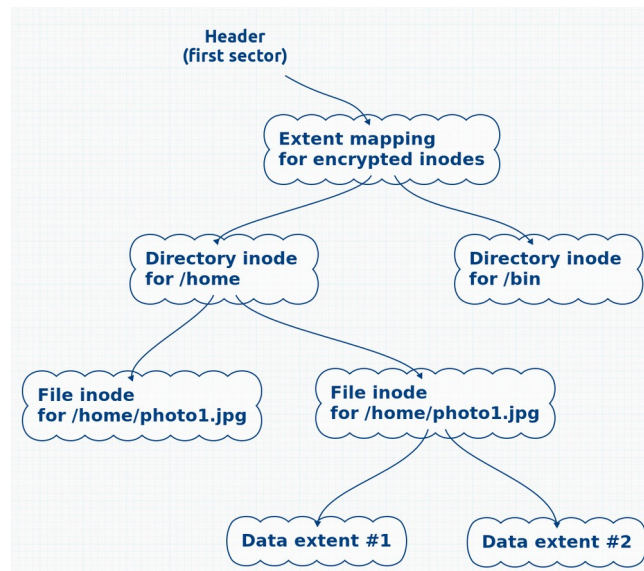 Header
(first sector)
Extent mapping
for encrypted inodes
Directory inode
for /home
Directory inode
for /bin
File inode
for /home/photo1.jpg
File inode
for /home/photo1.jpg
Data extent #1
Data extent #2